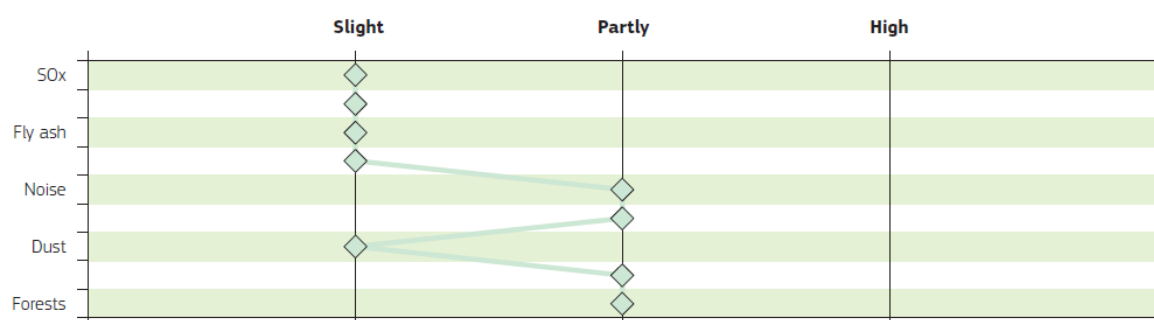 Slight Partly High
SOx
Fly ash
Noise
Dust
Forests